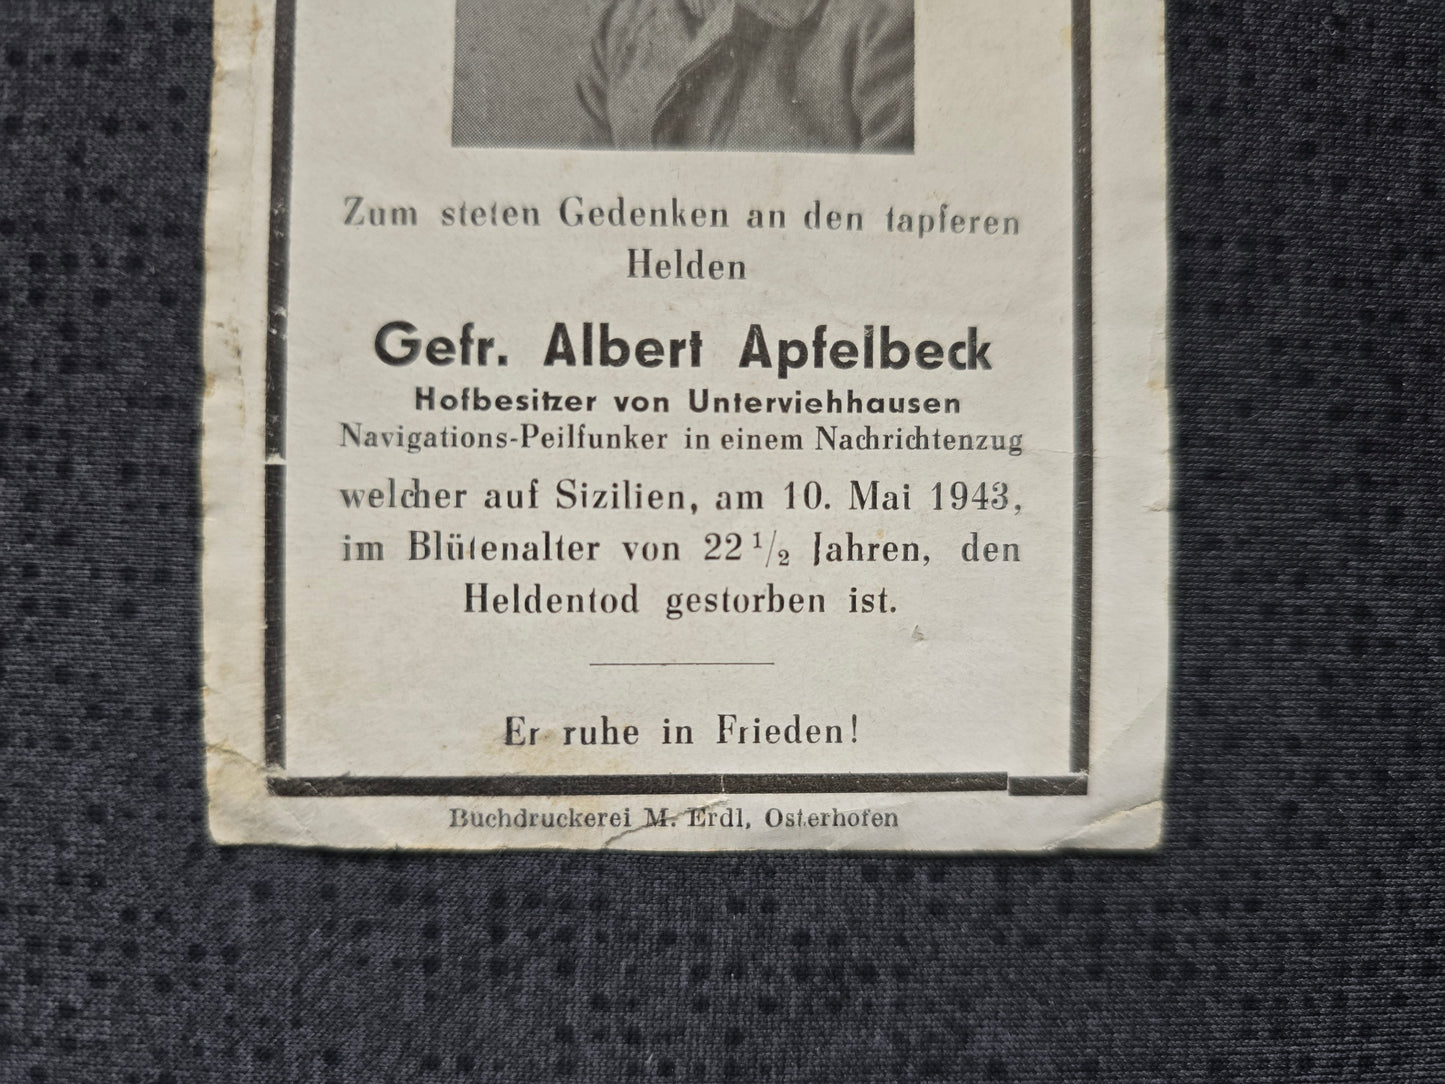 Zum steten Gedenken an den tapferen
Helden
Gefr. Albert Apfelbeck
Hofbesitzer von Unterviehhausen
Navigations-Peilfunker in einem Nachrichtenzug
welcher auf Sizilien, am 10. Mai 1943,
im Blütenalter von 22 1/2 Jahren, den
Heldentod gestorben ist.
Er ruhe in Frieden!
Buchdruckerei M. Erdl, Osterhofen